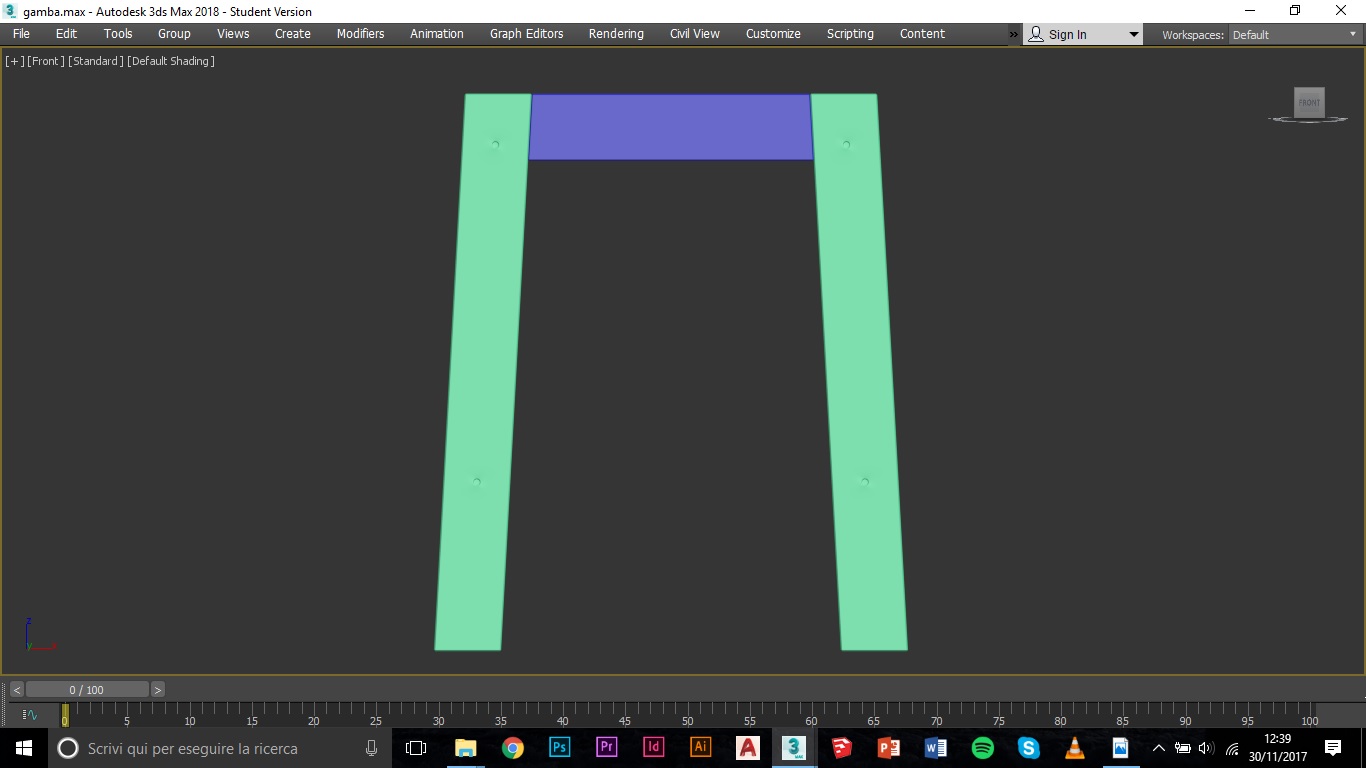 gamba.max - Autodesk 3ds Max 2018 - Student Version
File Edit Tools Group Views Create Modifiers Animation Graph Editors Rendering Civil View Customize Scripting Content » Sign In Workspaces: Default
[+] [Front] [Standard] [Default Shading]
FRONT
z
y x
< 0 / 100 >
0 5 10 15 20 25 30 35 40 45 50 55 60 65 70 75 80 85 90 95 100
Scrivi qui per eseguire la ricerca Ps Pr Id Ai A 3 P W S 12:39
30/11/2017